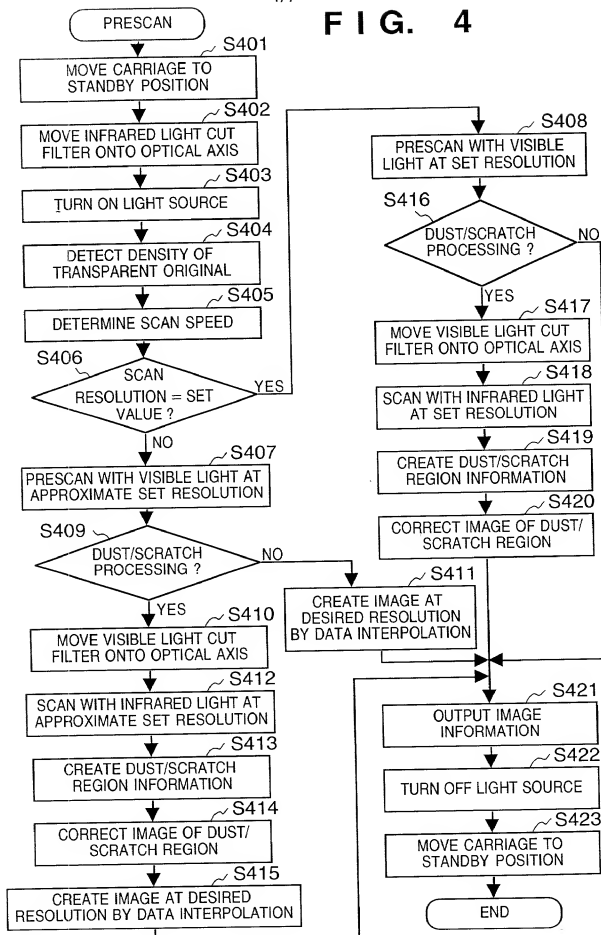 FIG. 4
PRESCAN
S401
MOVE CARRIAGE TO
STANDBY POSITION
S402
MOVE INFRARED LIGHT CUT
FILTER ONTO OPTICAL AXIS
S403
TURN ON LIGHT SOURCE
S404
DETECT DENSITY OF
TRANSPARENT ORIGINAL
S405
DETERMINE SCAN SPEED
S406
SCAN
RESOLUTION = SET
VALUE ?
YES
NO
S407
PRESCAN WITH VISIBLE LIGHT AT
APPROXIMATE SET RESOLUTION
S409
DUST/SCRATCH
PROCESSING ?
NO
YES
S410
MOVE VISIBLE LIGHT CUT
FILTER ONTO OPTICAL AXIS
S411
CREATE IMAGE AT
DESIRED RESOLUTION
BY DATA INTERPOLATION
S412
SCAN WITH INFRARED LIGHT AT
APPROXIMATE SET RESOLUTION
S413
CREATE DUST/SCRATCH
REGION INFORMATION
S414
CORRECT IMAGE OF DUST/
SCRATCH REGION
S415
CREATE IMAGE AT DESIRED
RESOLUTION BY DATA INTERPOLATION
S408
PRESCAN WITH VISIBLE
LIGHT AT SET RESOLUTION
S416
DUST/SCRATCH
PROCESSING ?
NO
YES
S417
MOVE VISIBLE LIGHT CUT
FILTER ONTO OPTICAL AXIS
S418
SCAN WITH INFRARED LIGHT
AT SET RESOLUTION
S419
CREATE DUST/SCRATCH
REGION INFORMATION
S420
CORRECT IMAGE OF DUST/
SCRATCH REGION
S421
OUTPUT IMAGE
INFORMATION
S422
TURN OFF LIGHT SOURCE
S423
MOVE CARRIAGE TO
STANDBY POSITION
END